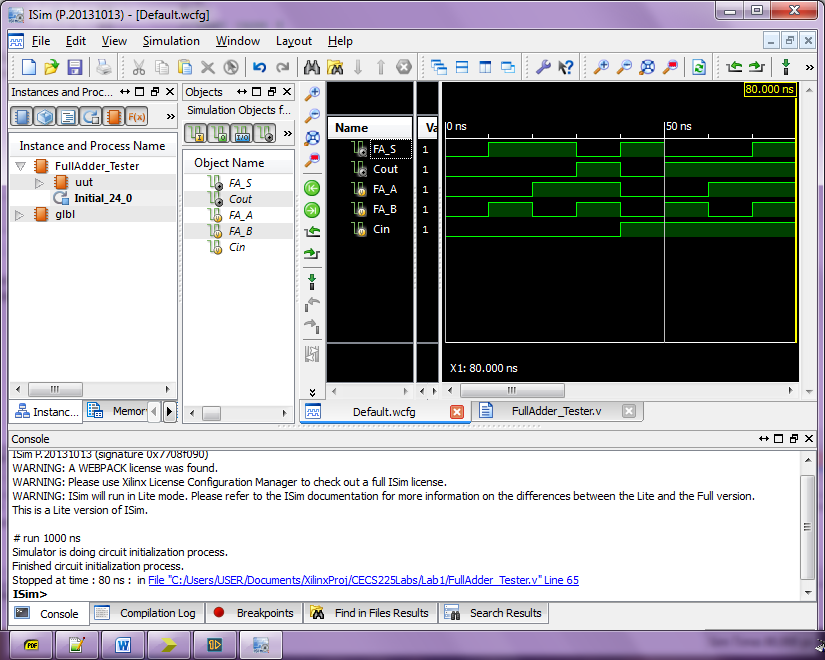 ISim (P.20131013) - [Default.wcfg]
File Edit View Simulation Window Layout Help
Instances and Proc...
Objects
Simulation Objects f...
Instance and Process Name
FullAdder_Tester
uut
Initial_24_0
glbl
Object Name
FA_S
Cout
FA_A
FA_B
Cin
Name Va
FA_S 1
Cout 1
FA_A 1
FA_B 1
Cin 1
80.000 ns
0 ns 50 ns
X1: 80.000 ns
Instanc... Memor
Default.wcfg FullAdder_Tester.v
Console
ISim P.20131013 (signature 0x7708f090)
WARNING: A WEBPACK license was found.
WARNING: Please use Xilinx License Configuration Manager to check out a full ISim license.
WARNING: ISim will run in Lite mode. Please refer to the ISim documentation for more information on the differences between the Lite and the Full version.
This is a Lite version of ISim.
# run 1000 ns
Simulator is doing circuit initialization process.
Finished circuit initialization process.
Stopped at time : 80 ns : in File "C:/Users/USER/Documents/XilinxProj/CECS225Labs/Lab1/FullAdder_Tester.v" Line 65
ISim>
Console Compilation Log Breakpoints Find in Files Results Search Results